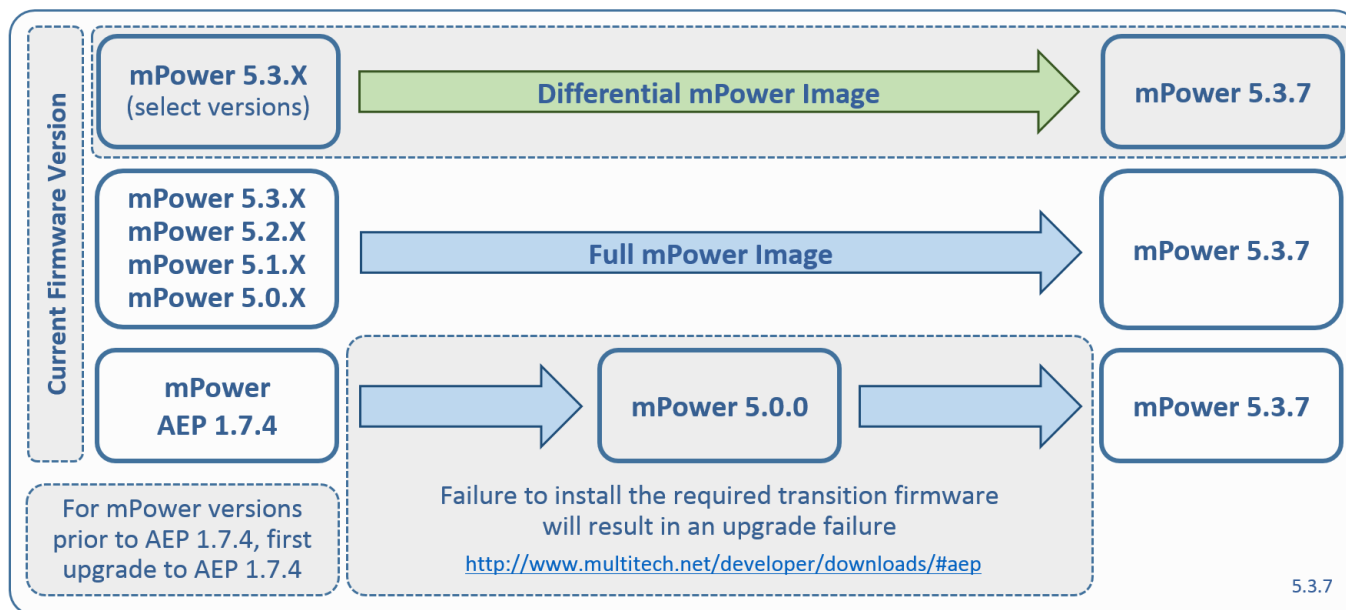 Current Firmware Version
mPower 5.3.X
(select versions)
Differential mPower Image
mPower 5.3.7
mPower 5.3.X
mPower 5.2.X
mPower 5.1.X
mPower 5.0.X
Full mPower Image
mPower 5.3.7
mPower
AEP 1.7.4
mPower 5.0.0
mPower 5.3.7
For mPower versions
prior to AEP 1.7.4, first
upgrade to AEP 1.7.4
Failure to install the required transition firmware
will result in an upgrade failure
http://www.multitech.net/developer/downloads/#aep
5.3.7